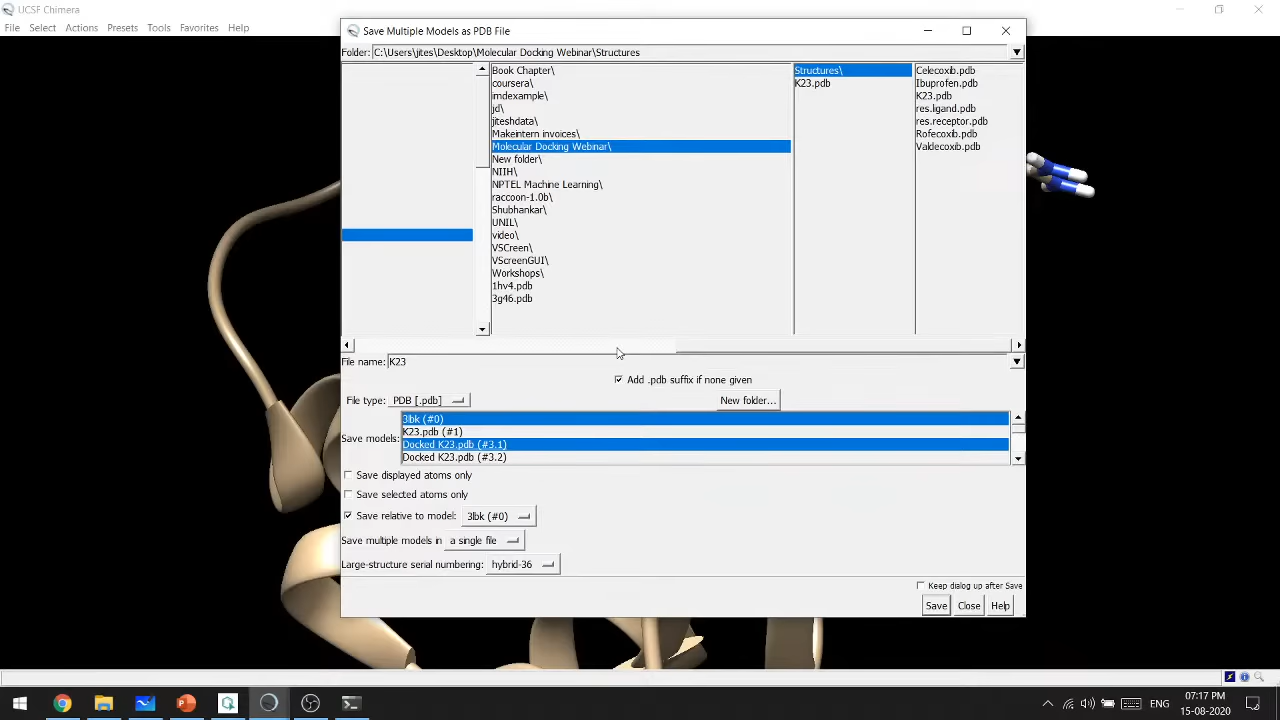 UCSF Chimera
File Select Actions Presets Tools Favorites Help
Save Multiple Models as PDB File
Folder: C:\Users\jites\Desktop\Molecular Docking Webinar\Structures
Book Chapter\
coursera\
imdexample\
jd\
jiteshdata\
Makeintern invoices\
Molecular Docking Webinar\
New folder\
NIIH\
NPTEL Machine Learning\
raccoon-1.0b\
Shubhankar\
UNIL\
video\
VSCreen\
VScreenGUI\
Workshops\
1hv4.pdb
3g46.pdb
Structures\
K23.pdb
Celecoxib.pdb
Ibuprofen.pdb
K23.pdb
res.ligand.pdb
res.receptor.pdb
Rofecoxib.pdb
Valdecoxib.pdb
File name: K23
Add .pdb suffix if none given
File type: PDB [.pdb]
New folder...
Save models:
3lbk (#0)
K23.pdb (#1)
Docked K23.pdb (#3.1)
Docked K23.pdb (#3.2)
Save displayed atoms only
Save selected atoms only
Save relative to model: 3lbk (#0)
Save multiple models in a single file
Large-structure serial numbering: hybrid-36
Keep dialog up after Save
Save Close Help
ENG
07:17 PM
15-08-2020